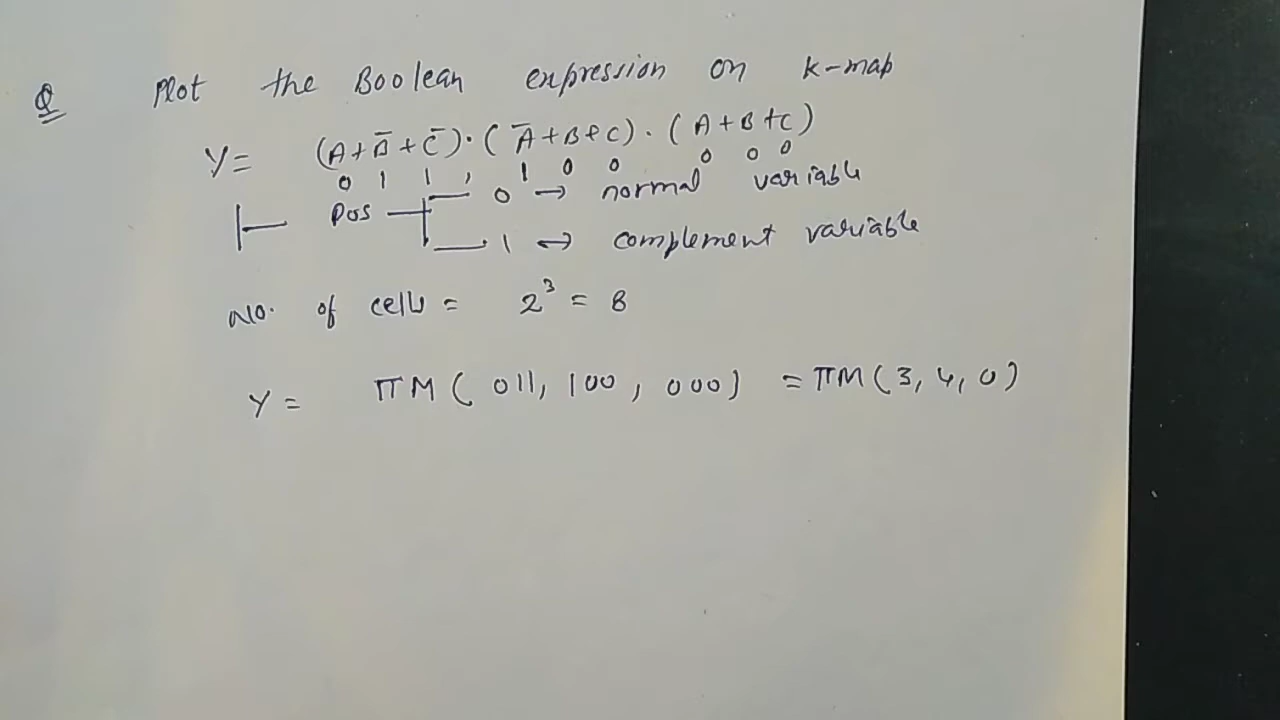 Q Plot the Boolean expression on k-map
Y = (A+B̅+C̅)·(A̅+B+C)·(A+B+C)
0 1 1 , 1 0 0 0 0 0
POS 0 → normal variable
1 → complement variable
No. of cells = 2³ = 8
Y = πM ( 011, 100, 000) = πM(3, 4, 0)